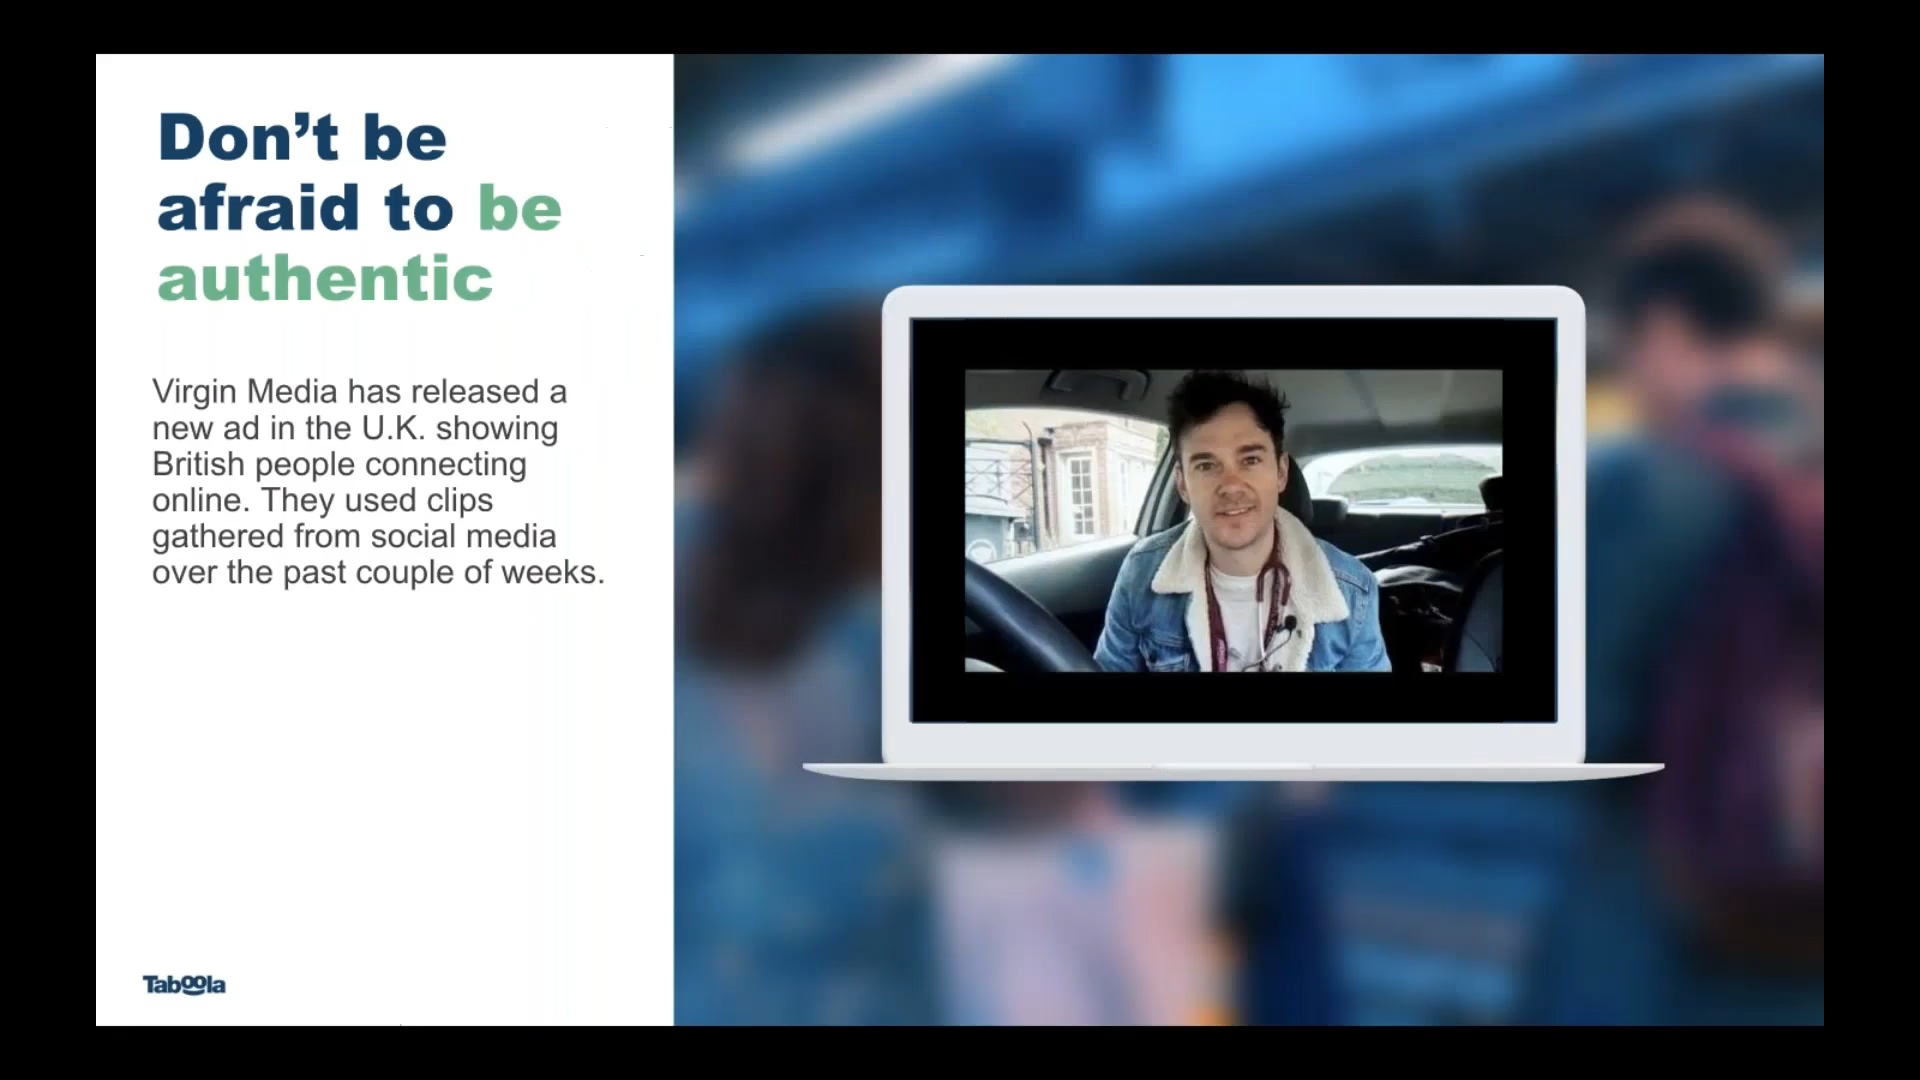 Don’t be
afraid to be
authentic
Virgin Media has released a
new ad in the U.K. showing
British people connecting
online. They used clips
gathered from social media
over the past couple of weeks.
Taboola